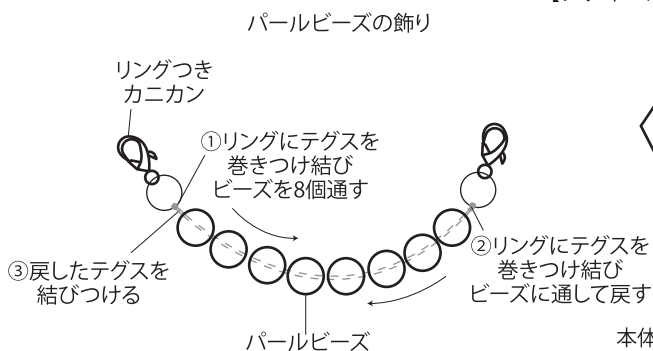 パールビーズの飾り
リングつき
カニカン
①リングにテグスを
巻きつけ結び
ビーズを8個通す
②リングにテグスを
巻きつけ結び
ビーズに通して戻す
③戻したテグスを
結びつける
パールビーズ
本体